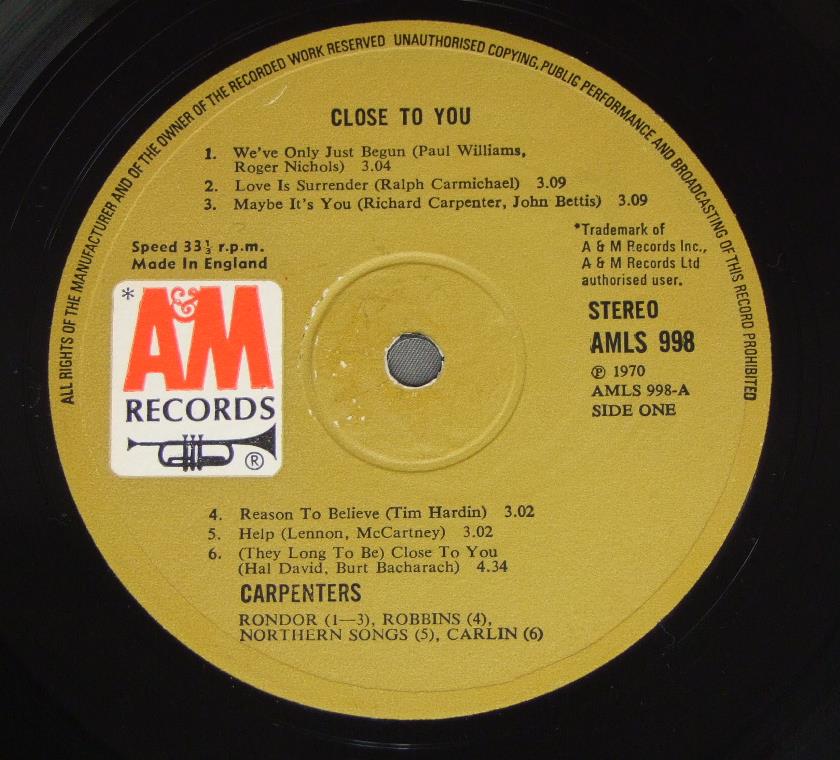 ALL RIGHTS OF THE MANUFACTURER AND OF THE OWNER OF THE RECORDED WORK RESERVED UNAUTHORISED COPYING, PUBLIC PERFORMANCE AND BROADCASTING OF THIS RECORD PROHIBITED
CLOSE TO YOU
1. We've Only Just Begun (Paul Williams,
Roger Nichols) 3.04
2. Love Is Surrender (Ralph Carmichael) 3.09
3. Maybe It's You (Richard Carpenter, John Bettis) 3.09
Speed 33⅓ r.p.m.
Made In England
*Trademark of
A & M Records Inc.,
A & M Records Ltd
authorised user.
* A&M
RECORDS
®
STEREO
AMLS 998
℗ 1970
AMLS 998-A
SIDE ONE
4. Reason To Believe (Tim Hardin) 3.02
5. Help (Lennon, McCartney) 3.02
6. (They Long To Be) Close To You
(Hal David, Burt Bacharach) 4.34
CARPENTERS
RONDOR (1—3), ROBBINS (4),
NORTHERN SONGS (5), CARLIN (6)